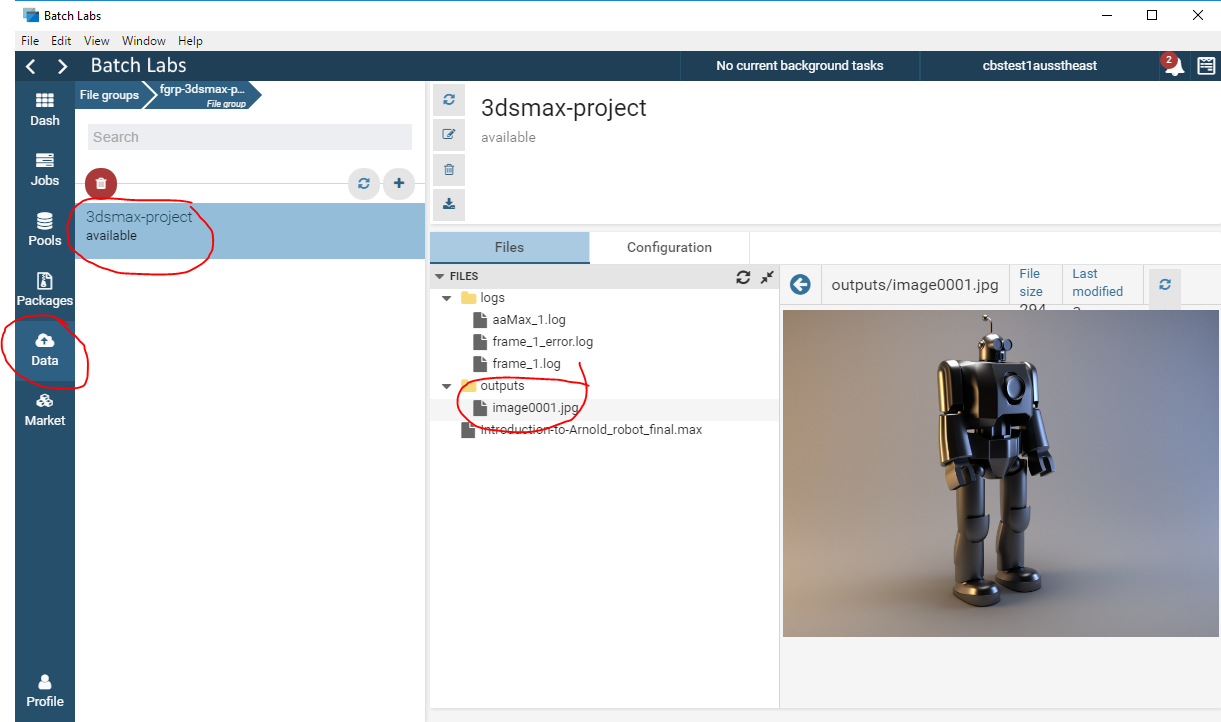 Batch Labs
File Edit View Window Help
Batch Labs
No current background tasks
cbstest1ausstheast
2
Dash
Jobs
Pools
Packages
Data
Market
Profile
File groups
fgrp-3dsmax-p...
File group
Search
3dsmax-project
available
3dsmax-project
available
Files
Configuration
FILES
logs
aaMax_1.log
frame_1_error.log
frame_1.log
outputs
image0001.jpg
introduction-to-Arnold_robot_final.max
outputs/image0001.jpg
File size
294
Last modified